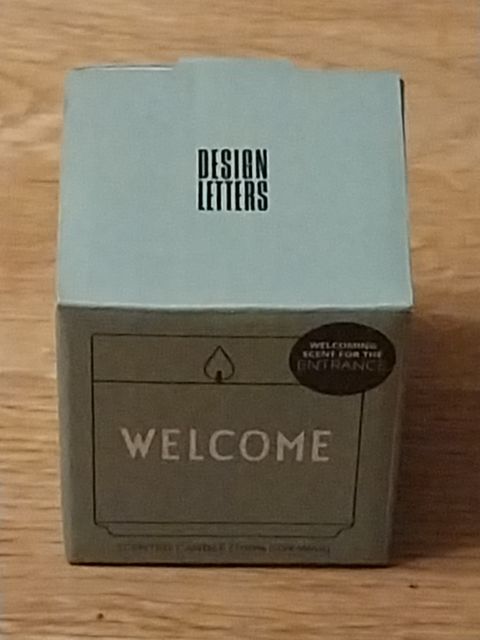 DESIGN
LETTERS
WELCOMING
SCENT FOR THE
ENTRANCE
WELCOME
SCENTED CANDLE